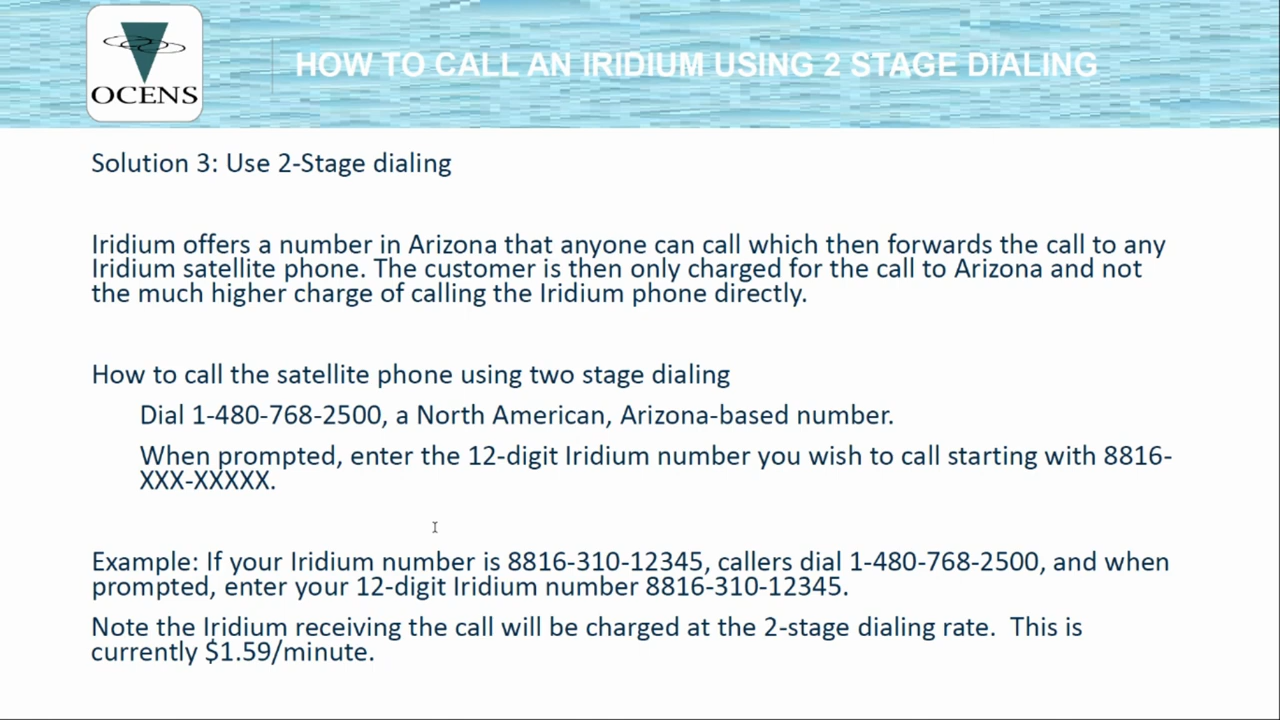 OCENS
HOW TO CALL AN IRIDIUM USING 2 STAGE DIALING
Solution 3: Use 2-Stage dialing
Iridium offers a number in Arizona that anyone can call which then forwards the call to any
Iridium satellite phone. The customer is then only charged for the call to Arizona and not
the much higher charge of calling the Iridium phone directly.
How to call the satellite phone using two stage dialing
Dial 1-480-768-2500, a North American, Arizona-based number.
When prompted, enter the 12-digit Iridium number you wish to call starting with 8816-
XXX-XXXXX.
Example: If your Iridium number is 8816-310-12345, callers dial 1-480-768-2500, and when
prompted, enter your 12-digit Iridium number 8816-310-12345.
Note the Iridium receiving the call will be charged at the 2-stage dialing rate.  This is
currently $1.59/minute.